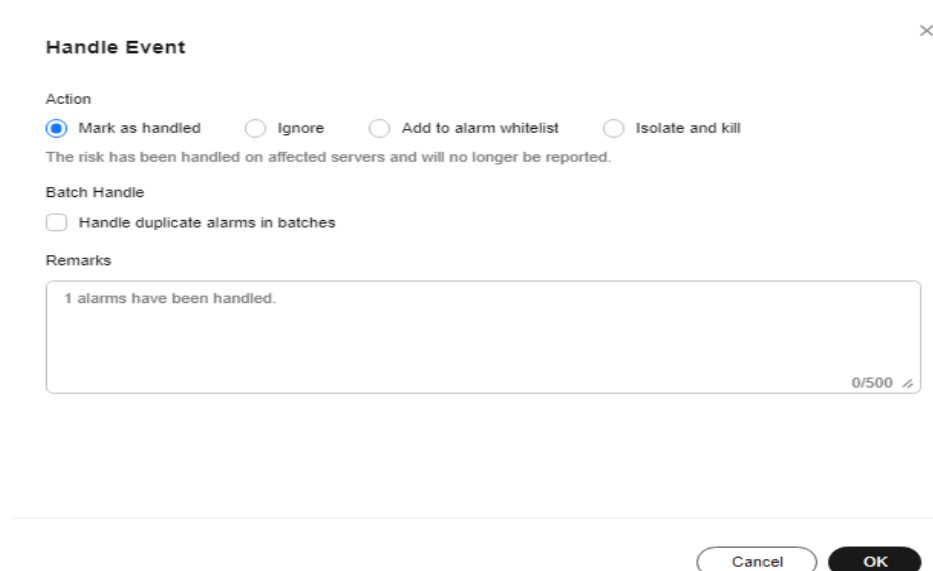 Handle Event
Action
Mark as handled Ignore Add to alarm whitelist Isolate and kill
The risk has been handled on affected servers and will no longer be reported.
Batch Handle
Handle duplicate alarms in batches
Remarks
1 alarms have been handled.
0/500
Cancel OK